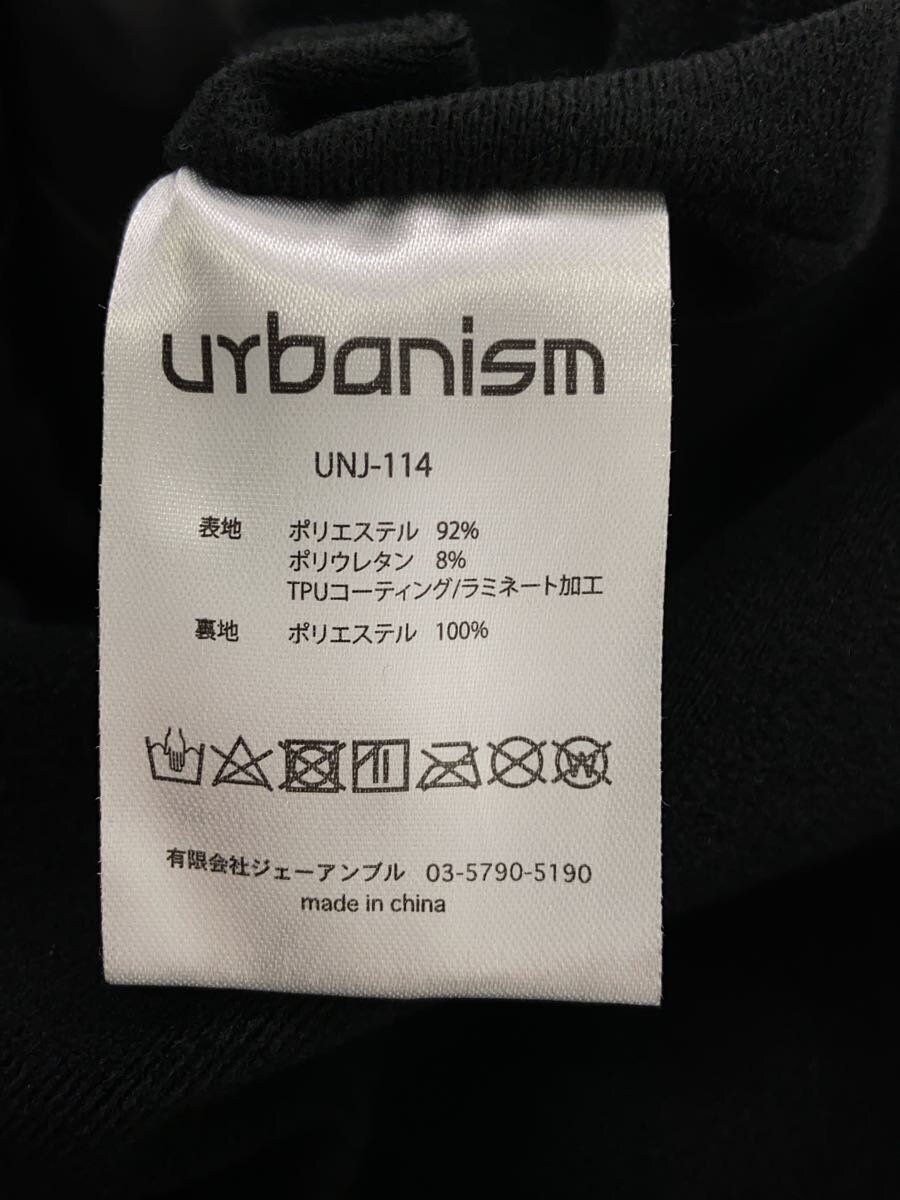 urbanism
UNJ-114
表地 ポリエステル 92%
ポリウレタン 8%
TPUコーティング/ラミネート加工
裏地 ポリエステル 100%
W
有限会社ジェーアンブル 03-5790-5190
made in china